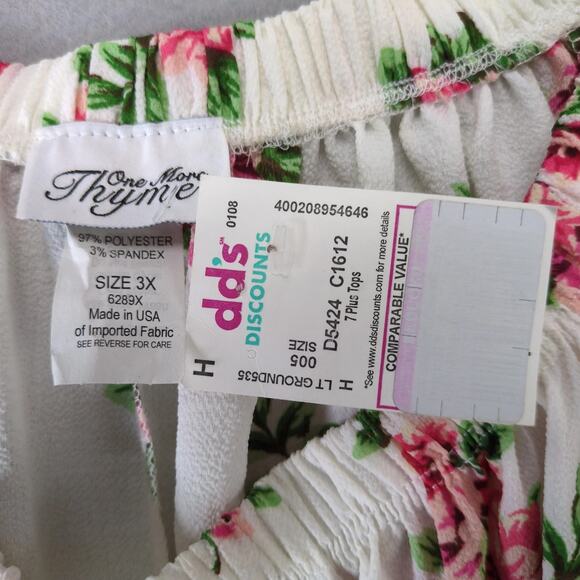 One More
Thyme
97% POLYESTER
3% SPANDEX
SIZE 3X
6289X
Made in USA
of Imported Fabric
SEE REVERSE FOR CARE
0108
400208954646
dd's
DISCOUNTS
D5424 C1612
7 Plus Tops
005
SIZE
H LT GROUND535
H
COMPARABLE VALUE*
*See www.ddsdiscounts.com for more details